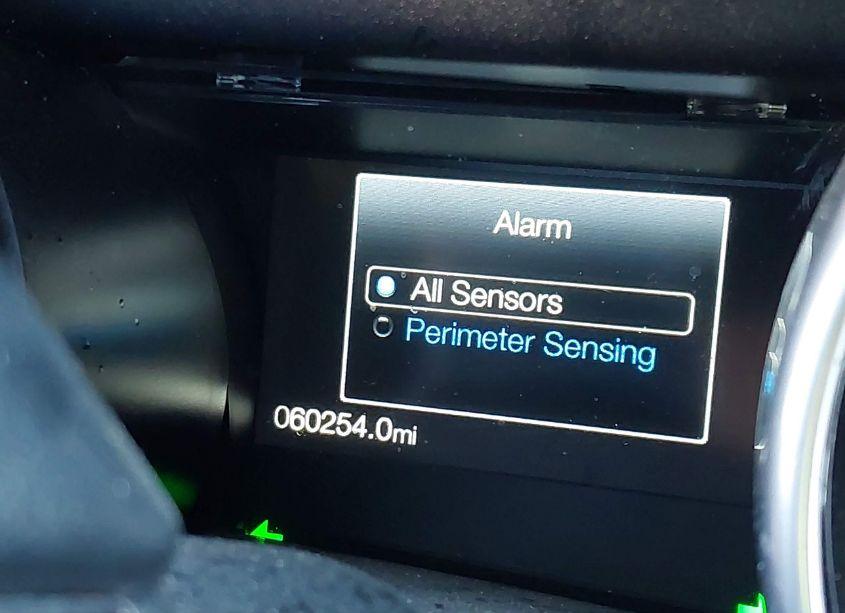 Alarm
All Sensors
Perimeter Sensing
060254.0mi